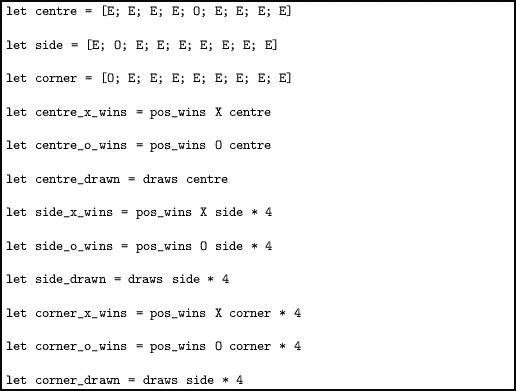 let centre = [E; E; E; E; O; E; E; E; E]
let side = [E; O; E; E; E; E; E; E; E]
let corner = [O; E; E; E; E; E; E; E; E]
let centre_x_wins = pos_wins X centre
let centre_o_wins = pos_wins O centre
let centre_drawn = draws centre
let side_x_wins = pos_wins X side * 4
let side_o_wins = pos_wins O side * 4
let side_drawn = draws side * 4
let corner_x_wins = pos_wins X corner * 4
let corner_o_wins = pos_wins O corner * 4
let corner_drawn = draws side * 4